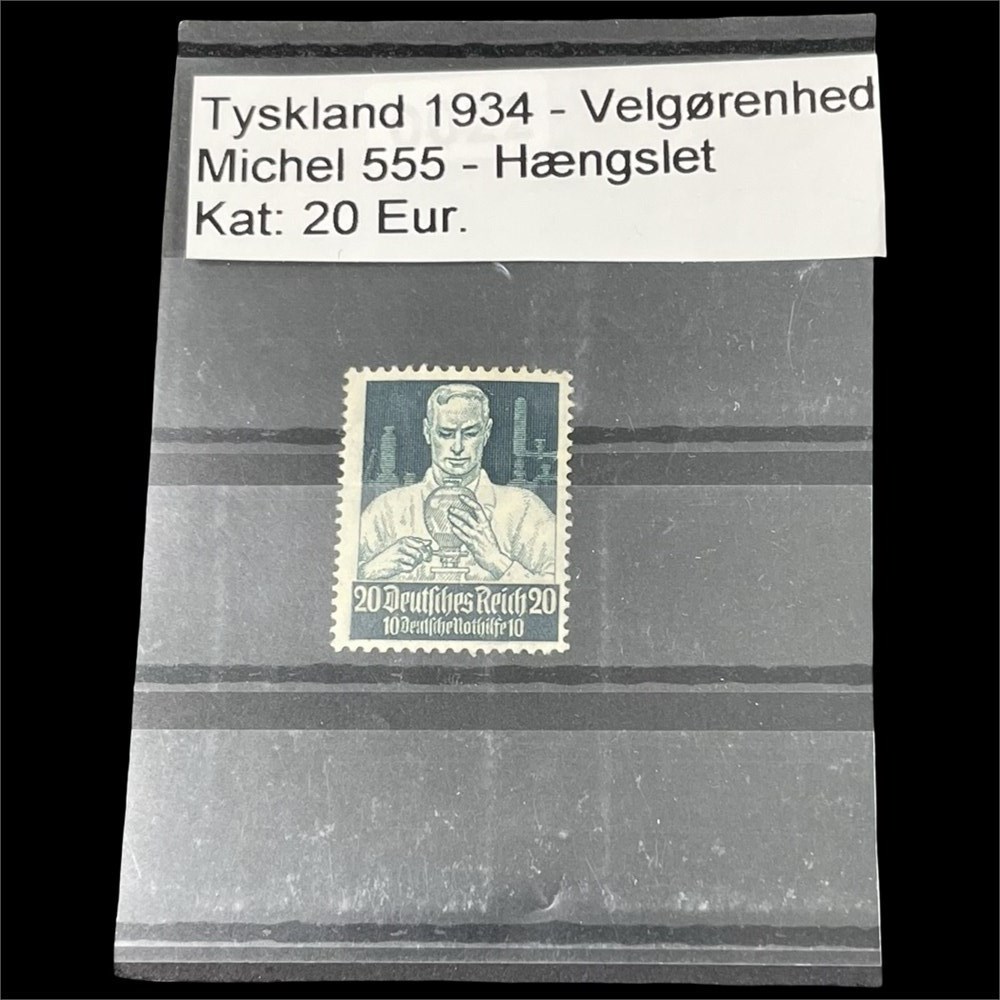 Tyskland 1934 - Velgørenhed
Michel 555 - Hængslet
Kat: 20 Eur.
20 Deutsches Reich 20
10 Deutsche Nothilfe 10